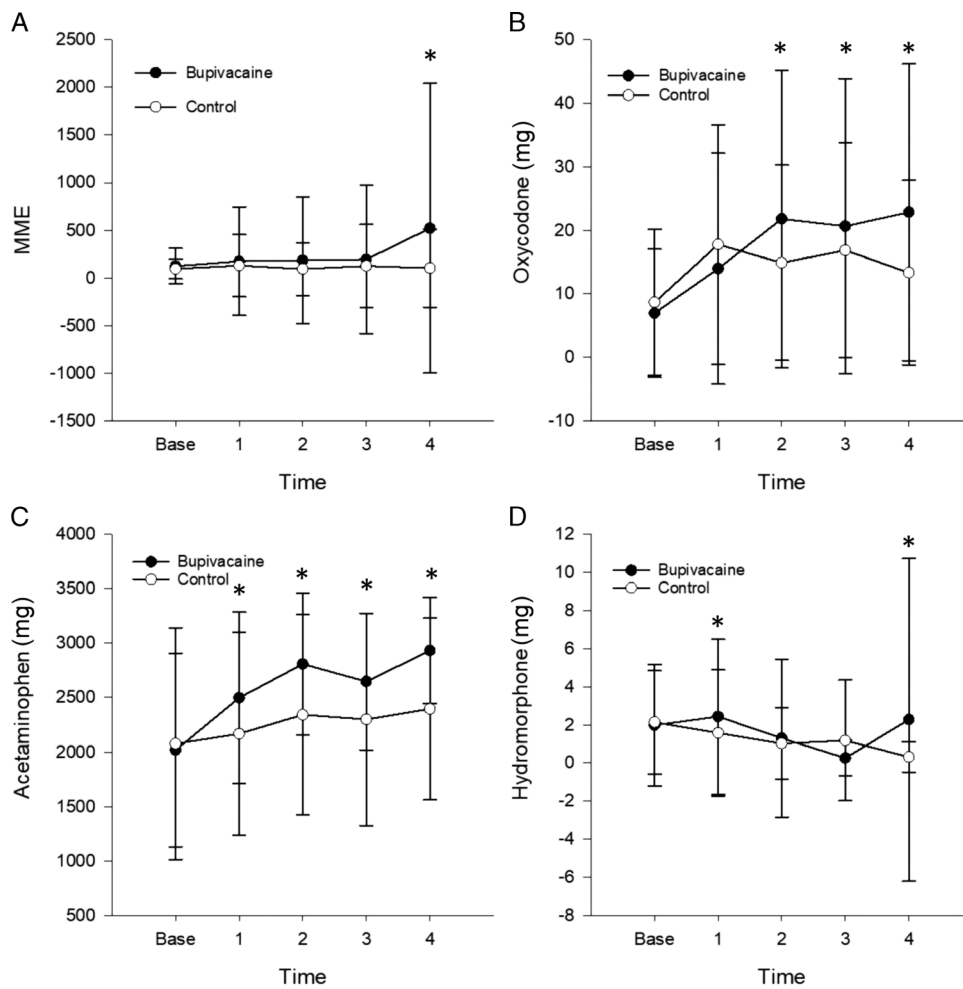 A
2500
2000
1500
1000
500
0
-500
-1000
-1500
MME
Bupivacaine
Control
*
Base 1 2 3 4
Time
B
60
50
40
30
20
10
0
-10
Oxycodone (mg)
Bupivacaine
Control
* * *
Base 1 2 3 4
Time
C
4000
3500
3000
2500
2000
1500
1000
500
Acetaminophen (mg)
Bupivacaine
Control
* * * *
Base 1 2 3 4
Time
D
12
10
8
6
4
2
0
-2
-4
-6
-8
Hydromorphone (mg)
Bupivacaine
Control
* *
Base 1 2 3 4
Time